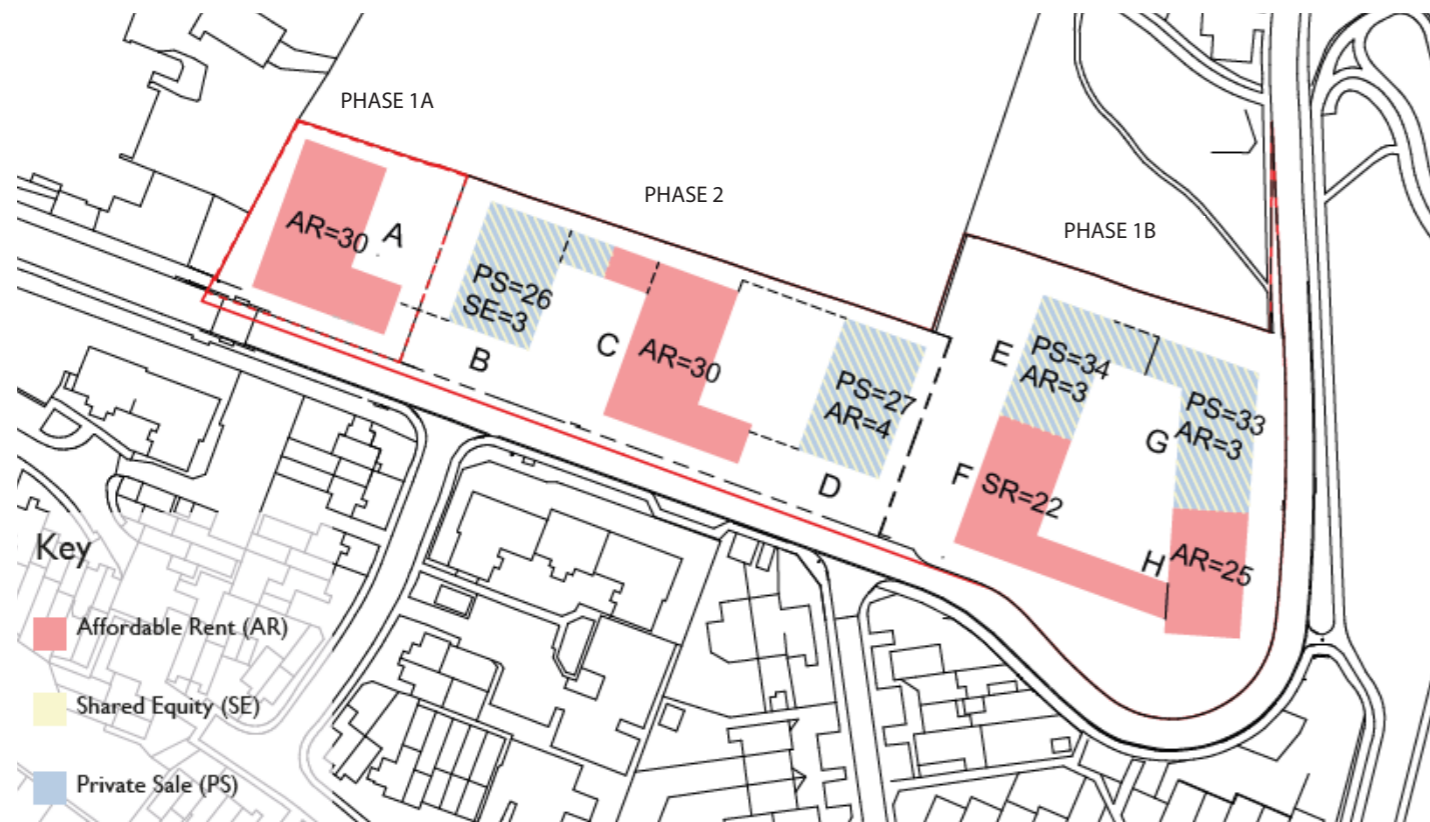 PHASE 1A
PHASE 2
PHASE 1B
AR=30
A
PS=26
SE=3
B
C
AR=30
PS=27
AR=4
D
E
PS=34
AR=3
PS=33
AR=3
G
F
SR=22
H
AR=25
Key
Affordable Rent (AR)
Shared Equity (SE)
Private Sale (PS)